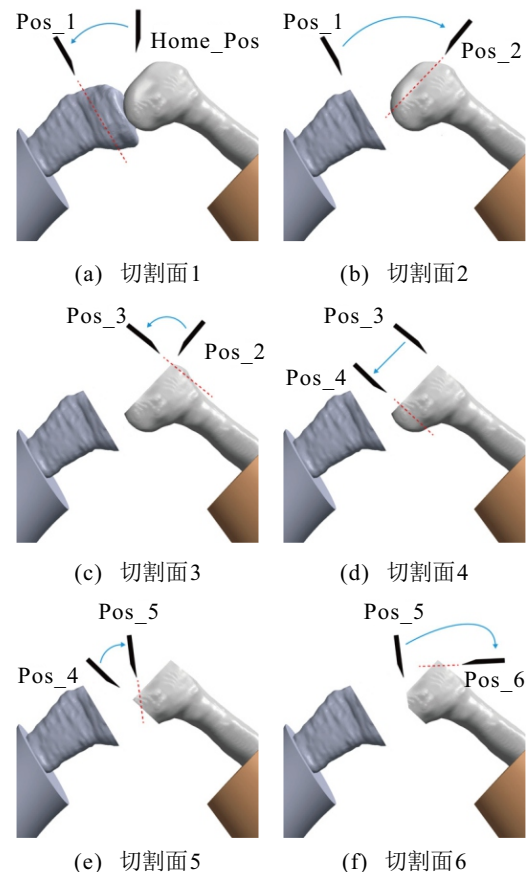 Pos_1
Home_Pos
(a) 切割面1
Pos_1
Pos_2
(b) 切割面2
Pos_3
Pos_2
(c) 切割面3
Pos_3
Pos_4
(d) 切割面4
Pos_5
Pos_4
(e) 切割面5
Pos_5
Pos_6
(f) 切割面6